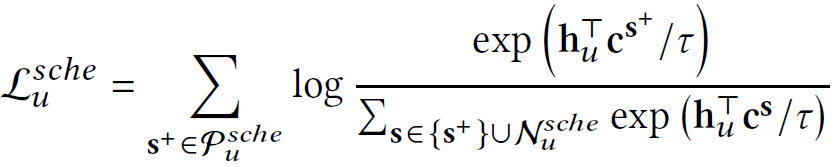 $\mathcal{L}_u^{sche} = \sum_{\mathbf{s}^+ \in \mathcal{P}_u^{sche}} \log \frac{\exp\left(\mathbf{h}_u^\top \mathbf{c}^{\mathbf{s}^+}/\tau\right)}{\sum_{\mathbf{s} \in \{\mathbf{s}^+\} \cup \mathcal{N}_u^{sche}} \exp\left(\mathbf{h}_u^\top \mathbf{c}^{\mathbf{s}}/\tau\right)}$